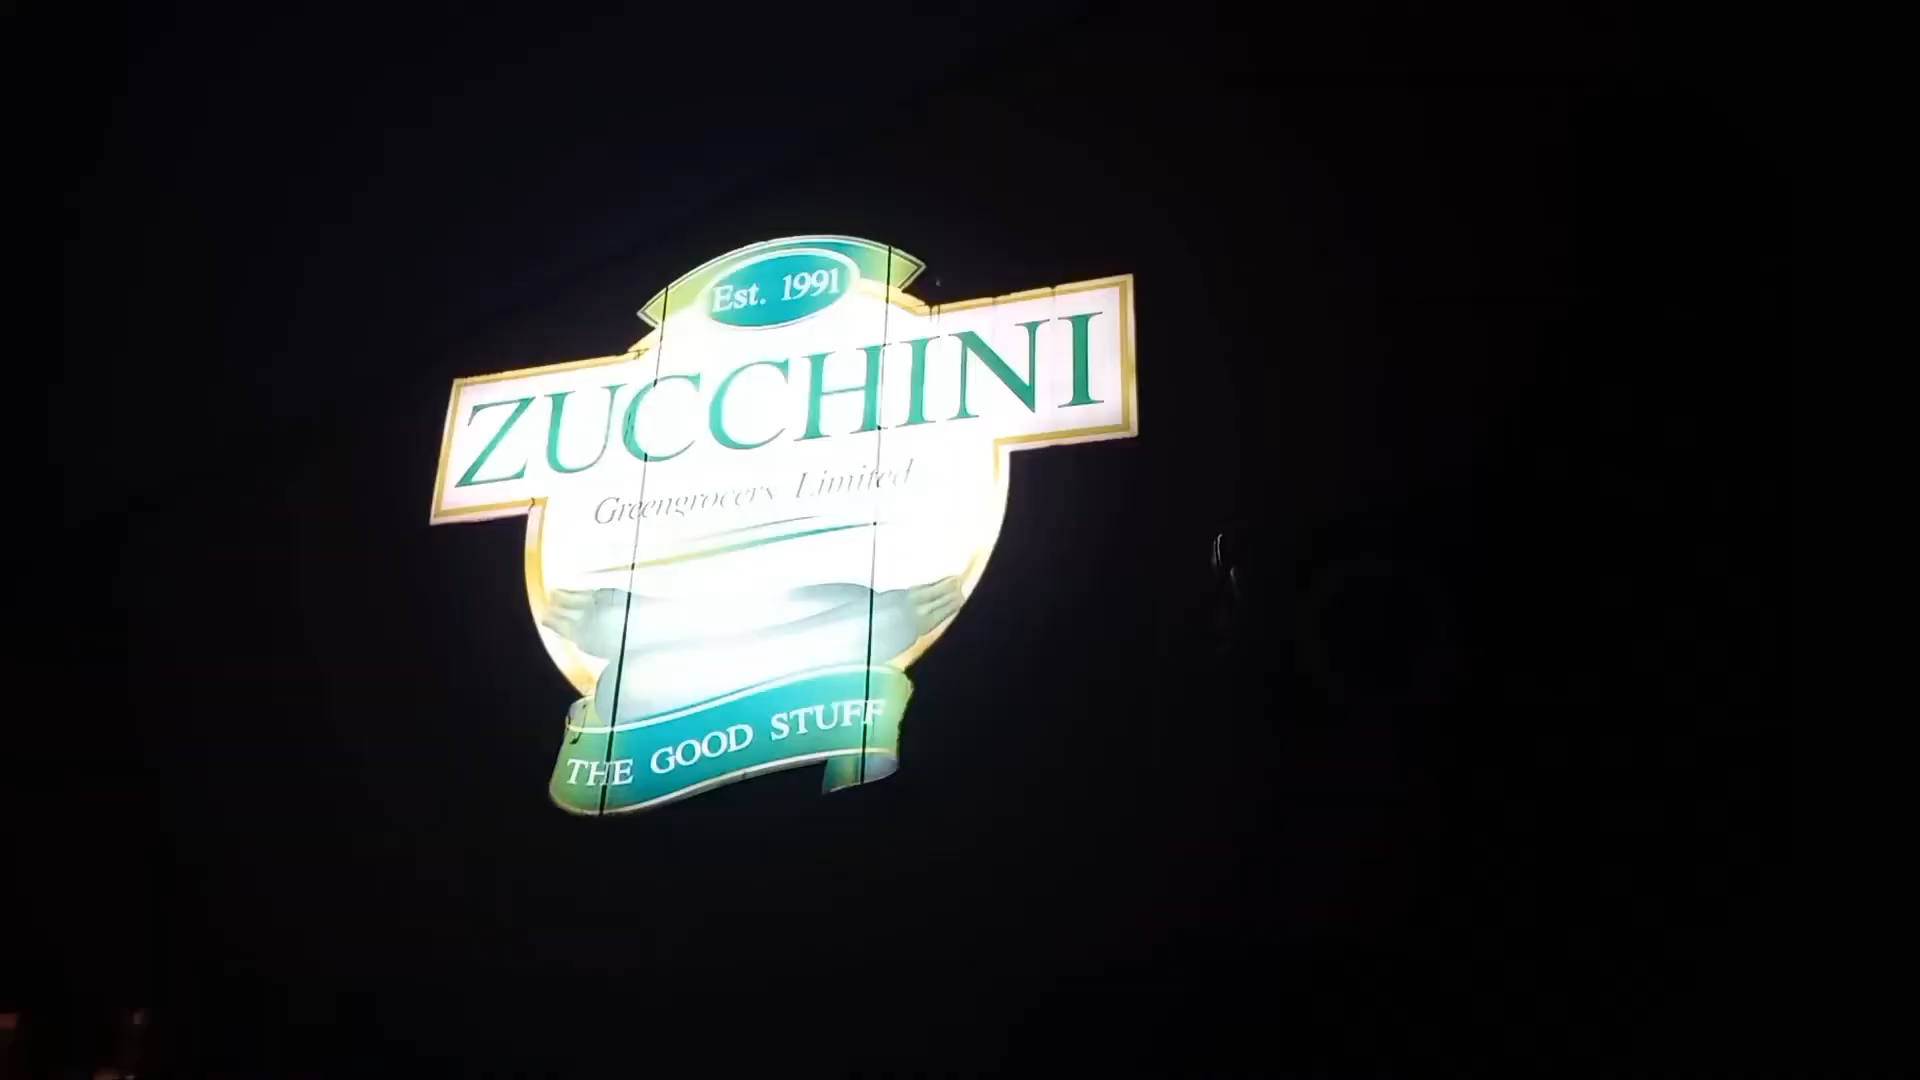 Est. 1991
ZUCCHINI
Greengrocers Limited
THE GOOD STUFF